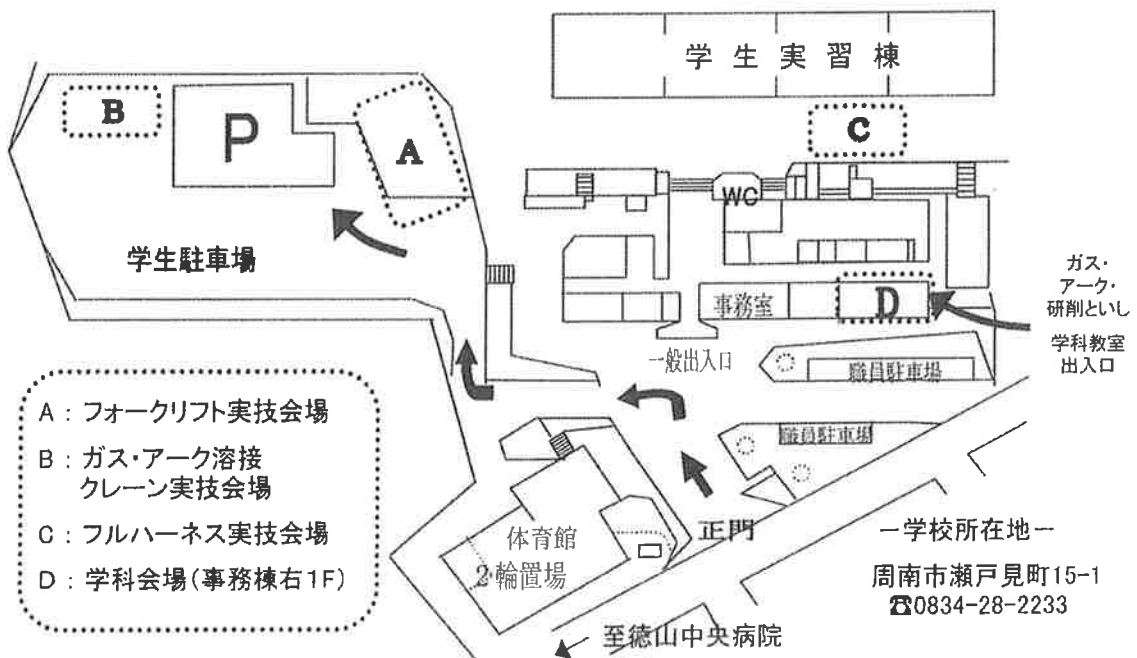 学生実習棟
B
P
A
C
WC
学生駐車場
事務室
D
ガス・
アーク・
研削といし
学科教室
出入口
一般出入口
職員駐車場
職員駐車場
A：フォークリフト実技会場
B：ガス・アーク溶接
クレーン実技会場
C：フルハーネス実技会場
D：学科会場(事務棟右1F)
体育館
2輪置場
正門
－学校所在地－
周南市瀬戸見町15-1
☎0834-28-2233
至徳山中央病院